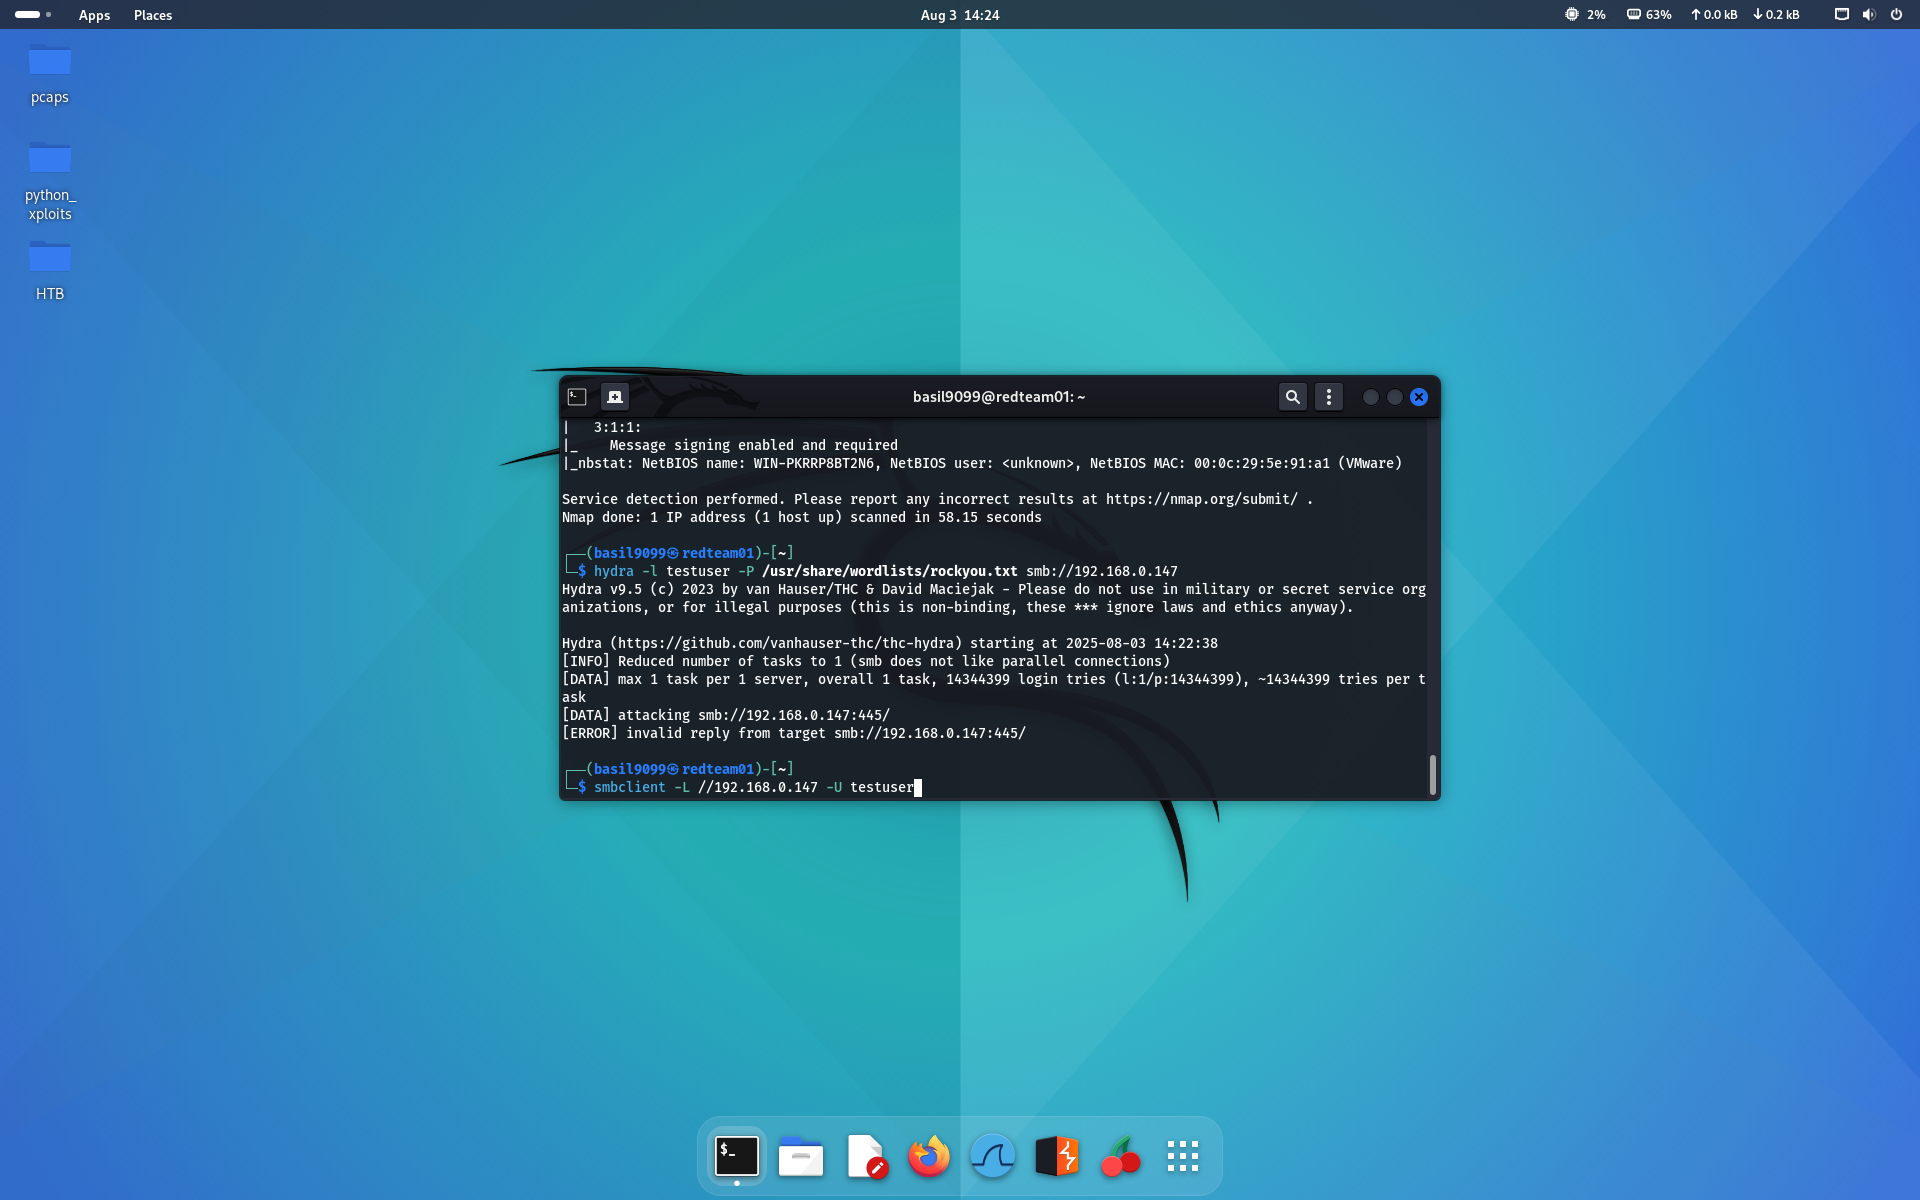 Apps Places Aug 3 14:24 2% 63% 0.0 kB 0.2 kB
pcaps
python_
xploits
HTB
basil9099@redteam01: ~
|   3:1:1:
|_    Message signing enabled and required
|_nbstat: NetBIOS name: WIN-PKRRP8BT2N6, NetBIOS user: <unknown>, NetBIOS MAC: 00:0c:29:5e:91:a1 (VMware)
Service detection performed. Please report any incorrect results at https://nmap.org/submit/ .
Nmap done: 1 IP address (1 host up) scanned in 58.15 seconds
┌──(basil9099㉿redteam01)-[~]
└─$ hydra -l testuser -P /usr/share/wordlists/rockyou.txt smb://192.168.0.147
Hydra v9.5 (c) 2023 by van Hauser/THC & David Maciejak - Please do not use in military or secret service org
anizations, or for illegal purposes (this is non-binding, these *** ignore laws and ethics anyway).
Hydra (https://github.com/vanhauser-thc/thc-hydra) starting at 2025-08-03 14:22:38
[INFO] Reduced number of tasks to 1 (smb does not like parallel connections)
[DATA] max 1 task per 1 server, overall 1 task, 14344399 login tries (l:1/p:14344399), ~14344399 tries per t
ask
[DATA] attacking smb://192.168.0.147:445/
[ERROR] invalid reply from target smb://192.168.0.147:445/
┌──(basil9099㉿redteam01)-[~]
└─$ smbclient -L //192.168.0.147 -U testuser